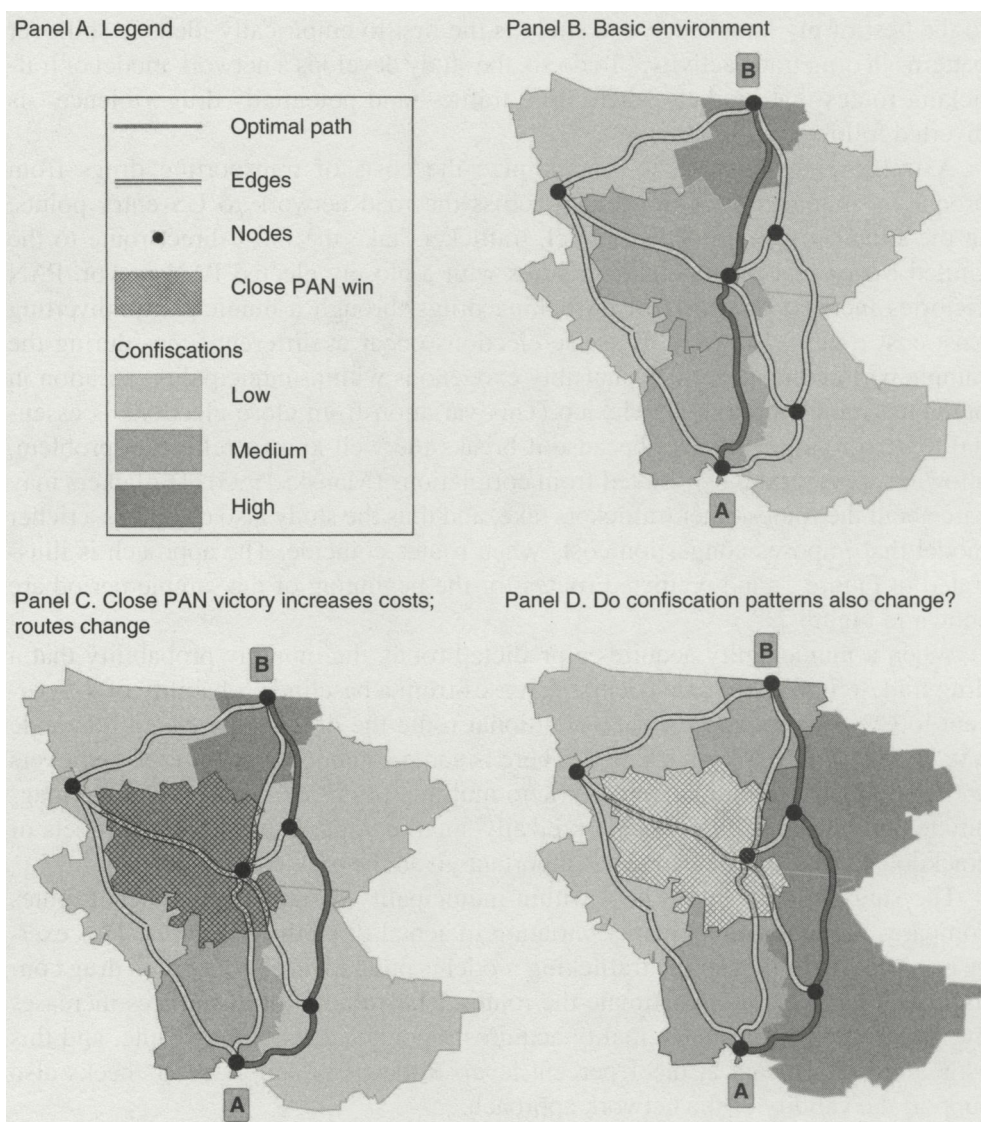 Panel A. Legend
Optimal path
Edges
Nodes
Close PAN win
Confiscations
Low
Medium
High
Panel B. Basic environment
B
A
Panel C. Close PAN victory increases costs;
routes change
B
A
Panel D. Do confiscation patterns also change?
B
A